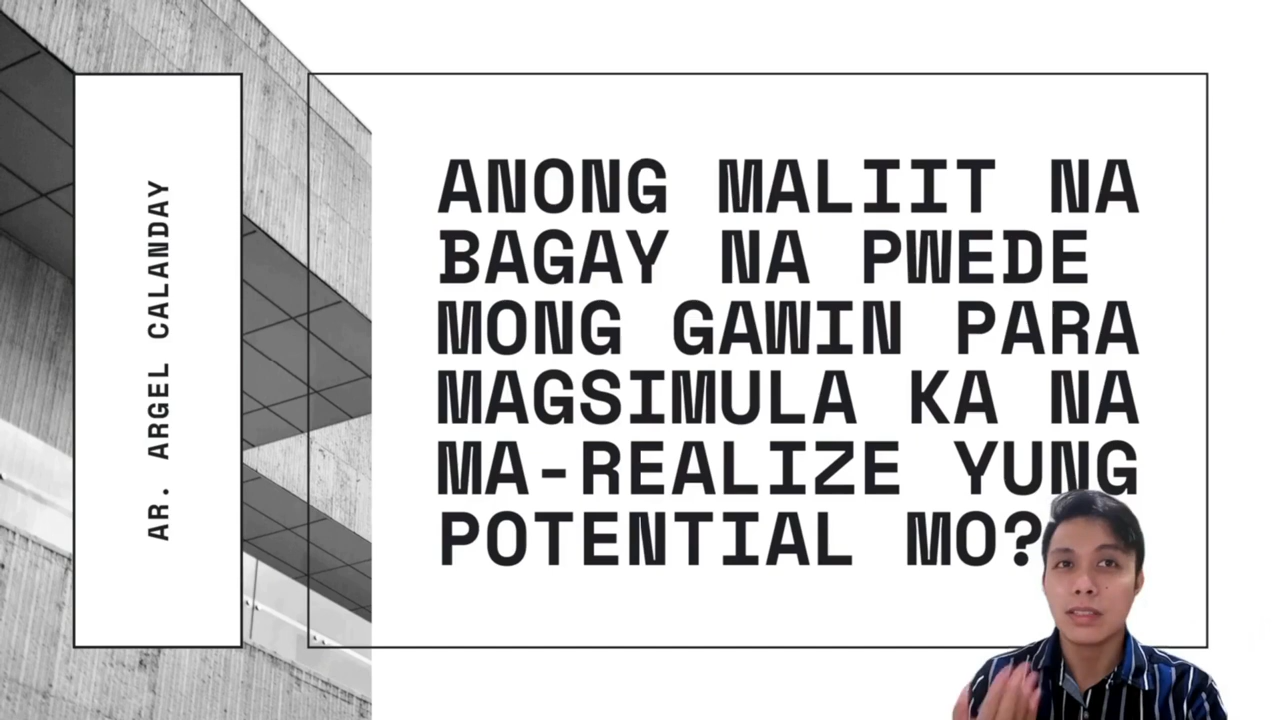 AR. ARGEL CALANDAY
ANONG MALIIT NA
BAGAY NA PWEDE
MONG GAWIN PARA
MAGSIMULA KA NA
MA-REALIZE YUNG
POTENTIAL MO?